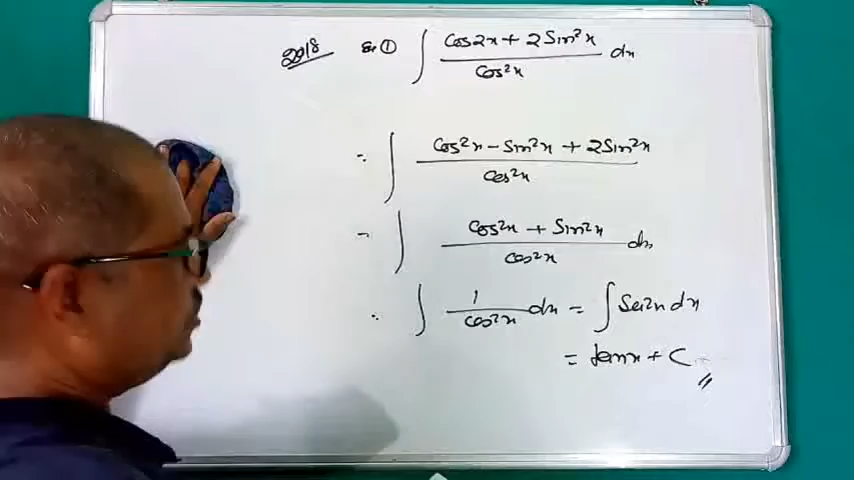 2018 Ex ① ∫ (Cos2x + 2Sin²x)/(Cos²x) dx
= ∫ (Cos²x − Sin²x + 2Sin²x)/(Cos²x)
= ∫ (Cos²x + Sin²x)/(Cos²x) dx
= ∫ 1/(Cos²x) dx = ∫ Sec²x dx
= tanx + C